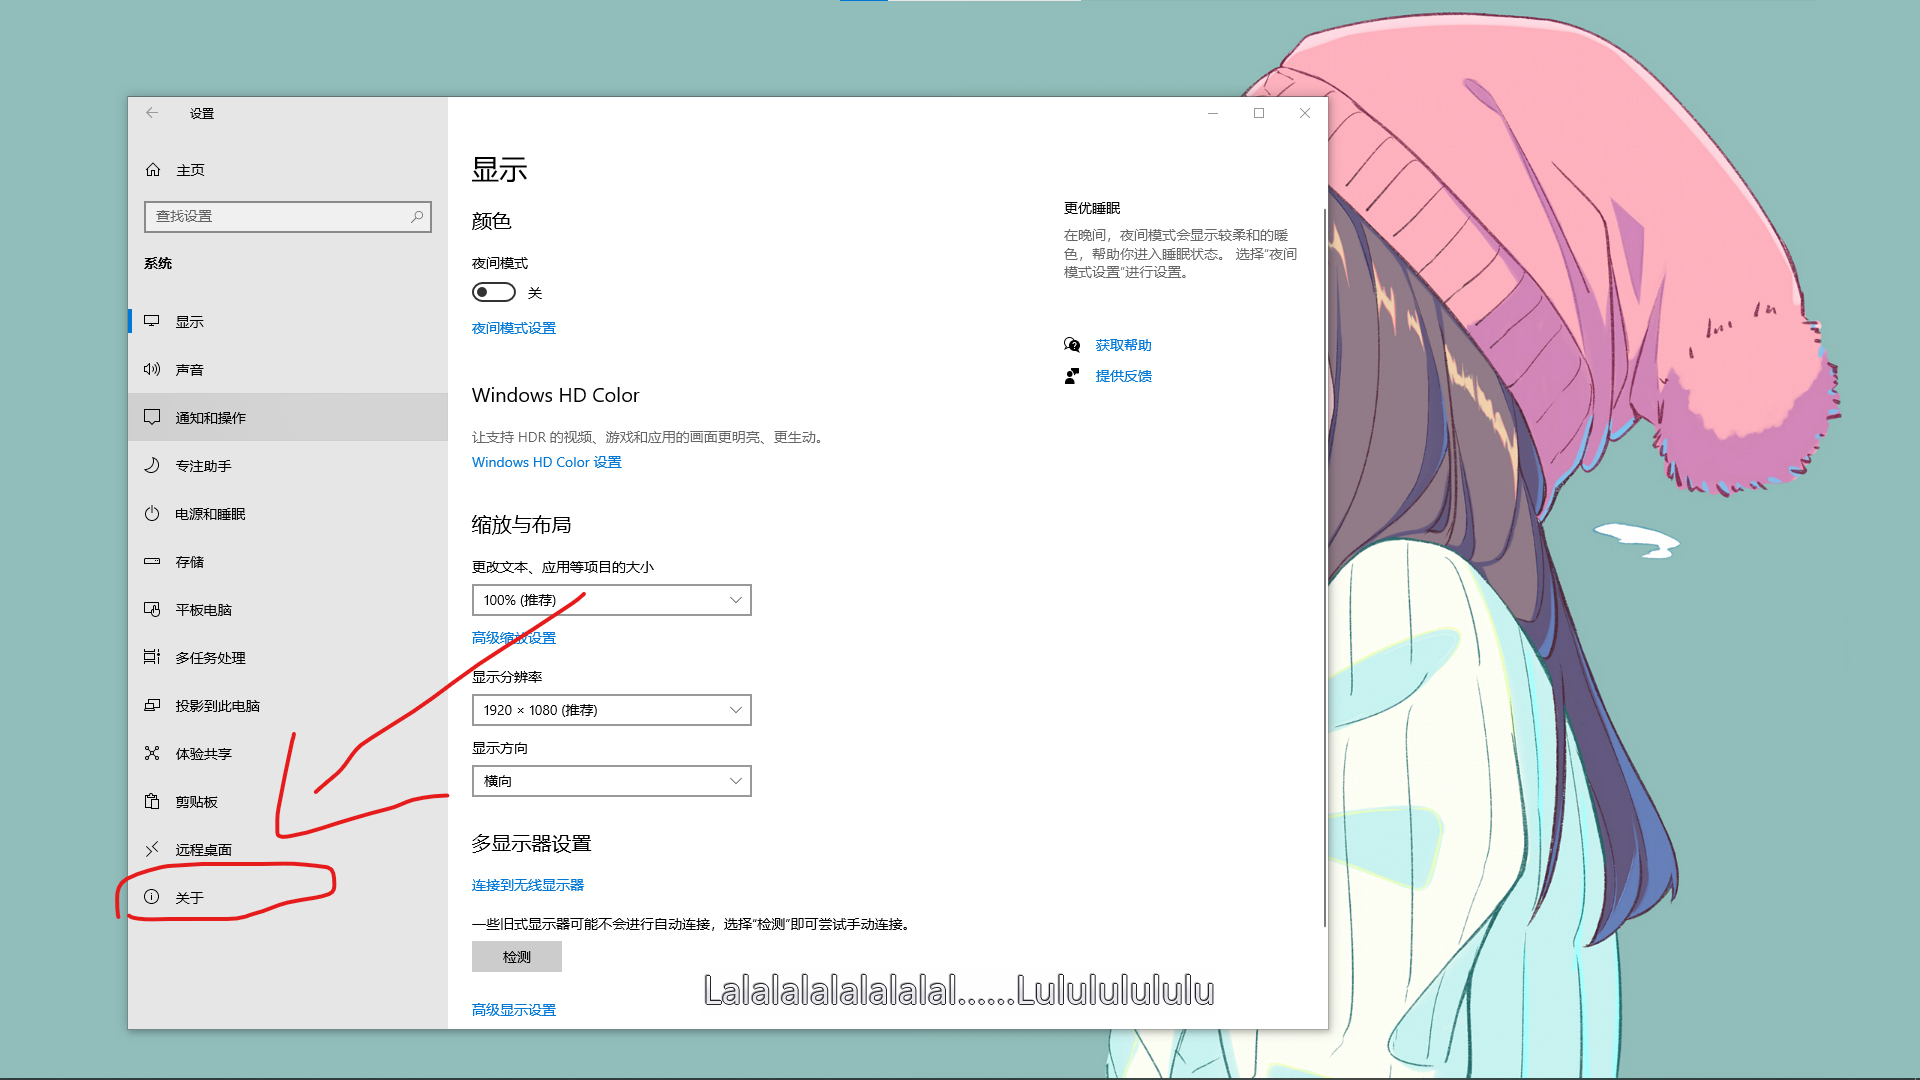 设置
主页
查找设置
系统
显示
声音
通知和操作
专注助手
电源和睡眠
存储
平板电脑
多任务处理
投影到此电脑
体验共享
剪贴板
远程桌面
关于
显示
颜色
夜间模式
关
夜间模式设置
Windows HD Color
让支持 HDR 的视频、游戏和应用的画面更明亮、更生动。
Windows HD Color 设置
缩放与布局
更改文本、应用等项目的大小
100% (推荐)
高级缩放设置
显示分辨率
1920 × 1080 (推荐)
显示方向
横向
多显示器设置
连接到无线显示器
一些旧式显示器可能不会进行自动连接，选择"检测"即可尝试手动连接。
检测
高级显示设置
更优睡眠
在晚间，夜间模式会显示较柔和的暖
色，帮助你进入睡眠状态。 选择"夜间
模式设置"进行设置。
获取帮助
提供反馈
Lalalalalalalalal......Lulululululu